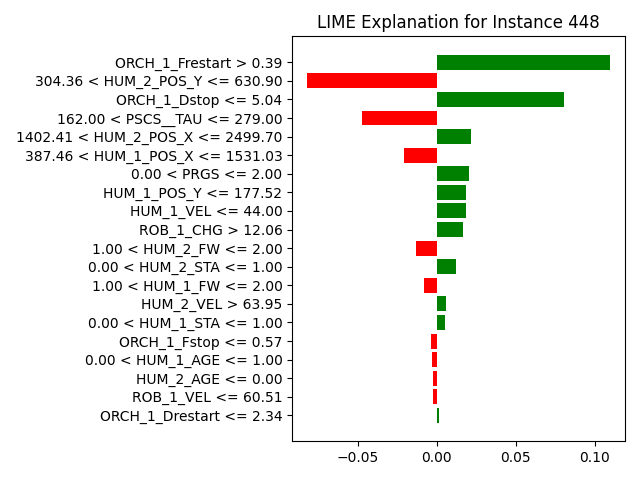 LIME Explanation for Instance 448
ORCH_1_Frestart > 0.39
304.36 < HUM_2_POS_Y <= 630.90
ORCH_1_Dstop <= 5.04
162.00 < PSCS__TAU <= 279.00
1402.41 < HUM_2_POS_X <= 2499.70
387.46 < HUM_1_POS_X <= 1531.03
0.00 < PRGS <= 2.00
HUM_1_POS_Y <= 177.52
HUM_1_VEL <= 44.00
ROB_1_CHG > 12.06
1.00 < HUM_2_FW <= 2.00
0.00 < HUM_2_STA <= 1.00
1.00 < HUM_1_FW <= 2.00
HUM_2_VEL > 63.95
0.00 < HUM_1_STA <= 1.00
ORCH_1_Fstop <= 0.57
0.00 < HUM_1_AGE <= 1.00
HUM_2_AGE <= 0.00
ROB_1_VEL <= 60.51
ORCH_1_Drestart <= 2.34
−0.05 0.00 0.05 0.10